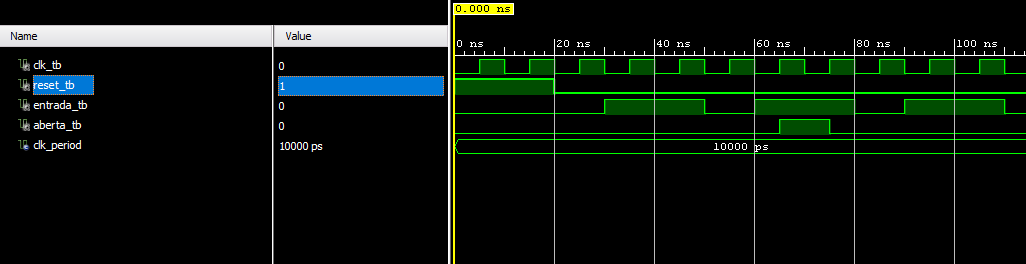 0.000 ns
Name Value
0 ns 20 ns 40 ns 60 ns 80 ns 100 ns
clk_tb 0
reset_tb 1
entrada_tb 0
aberta_tb 0
clk_period 10000 ps 10000 ps